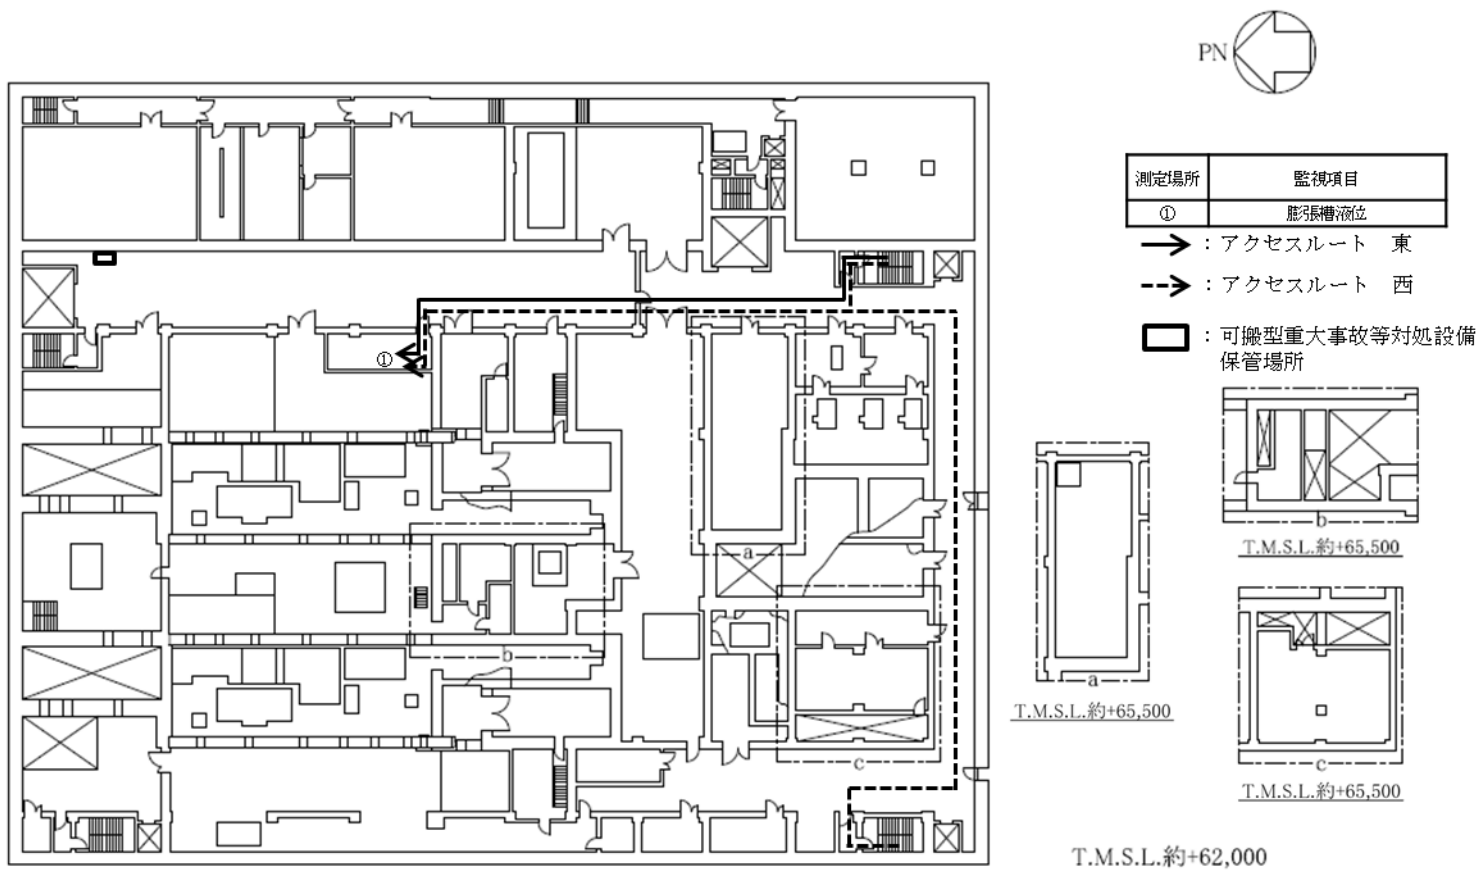 PN
測定場所 監視項目
① 膨張槽液位
：アクセスルート 東
：アクセスルート 西
：可搬型重大事故等対処設備
保管場所
①
a
b
c
a
T.M.S.L.約+65,500
b
T.M.S.L.約+65,500
c
T.M.S.L.約+65,500
T.M.S.L.約+62,000